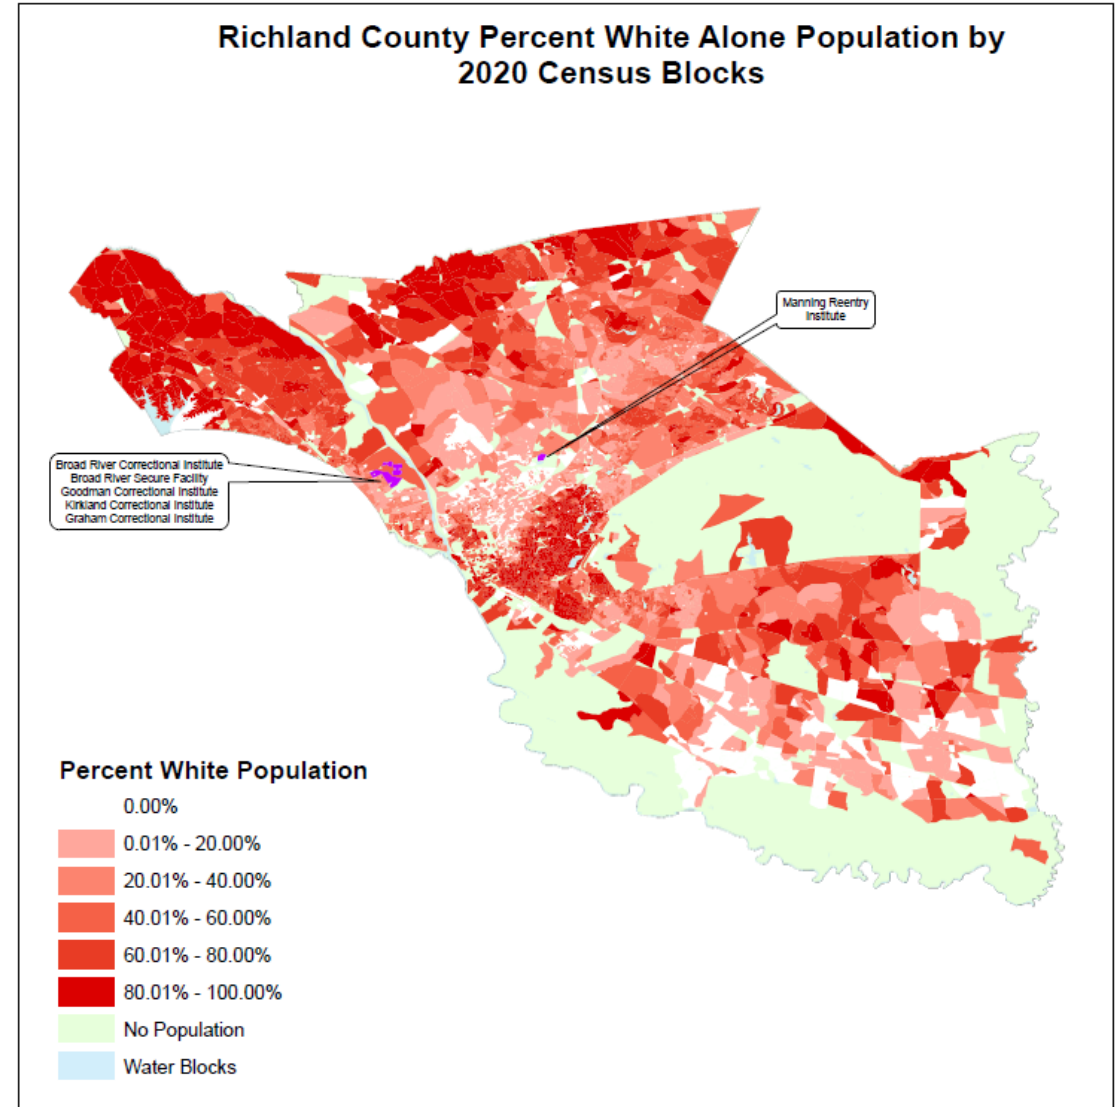 Richland County Percent White Alone Population by
2020 Census Blocks
Manning Reentry
Institute
Broad River Correctional Institute
Broad River Secure Facility
Goodman Correctional Institute
Kirkland Correctional Institute
Graham Correctional Institute
Percent White Population
0.00%
0.01% - 20.00%
20.01% - 40.00%
40.01% - 60.00%
60.01% - 80.00%
80.01% - 100.00%
No Population
Water Blocks